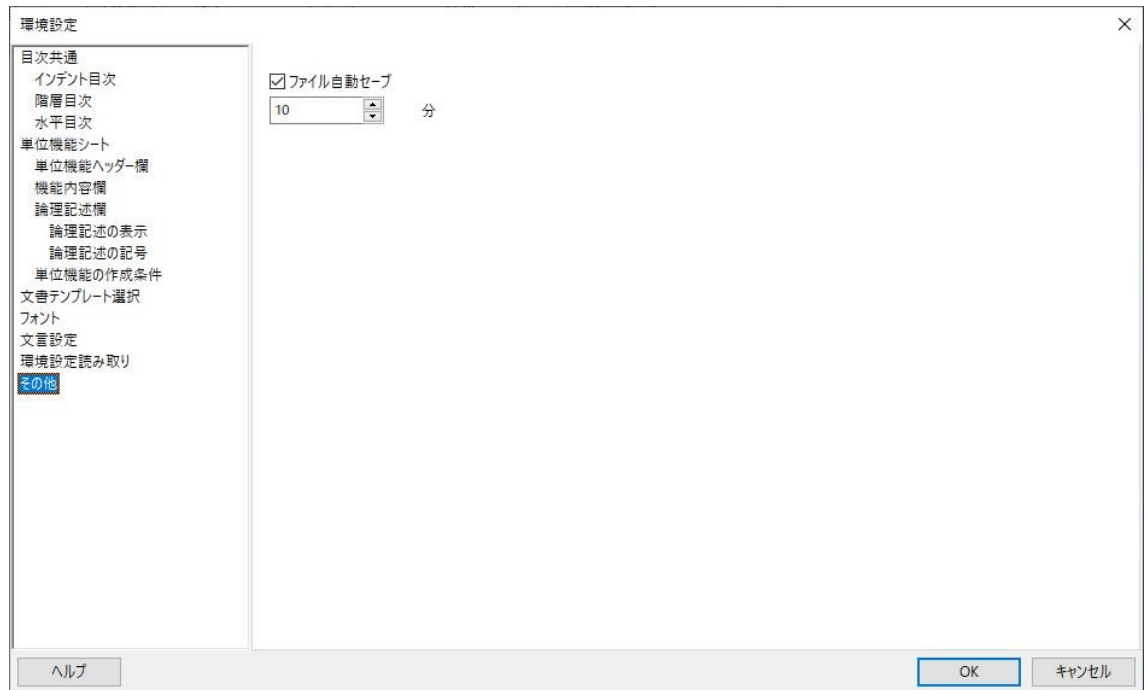 環境設定
目次共通
インデント目次
階層目次
水平目次
単位機能シート
単位機能ヘッダー欄
機能内容欄
論理記述欄
論理記述の表示
論理記述の記号
単位機能の作成条件
文書テンプレート選択
フォント
文言設定
環境設定読み取り
その他
ファイル自動セーブ
10 分
ヘルプ
OK キャンセル